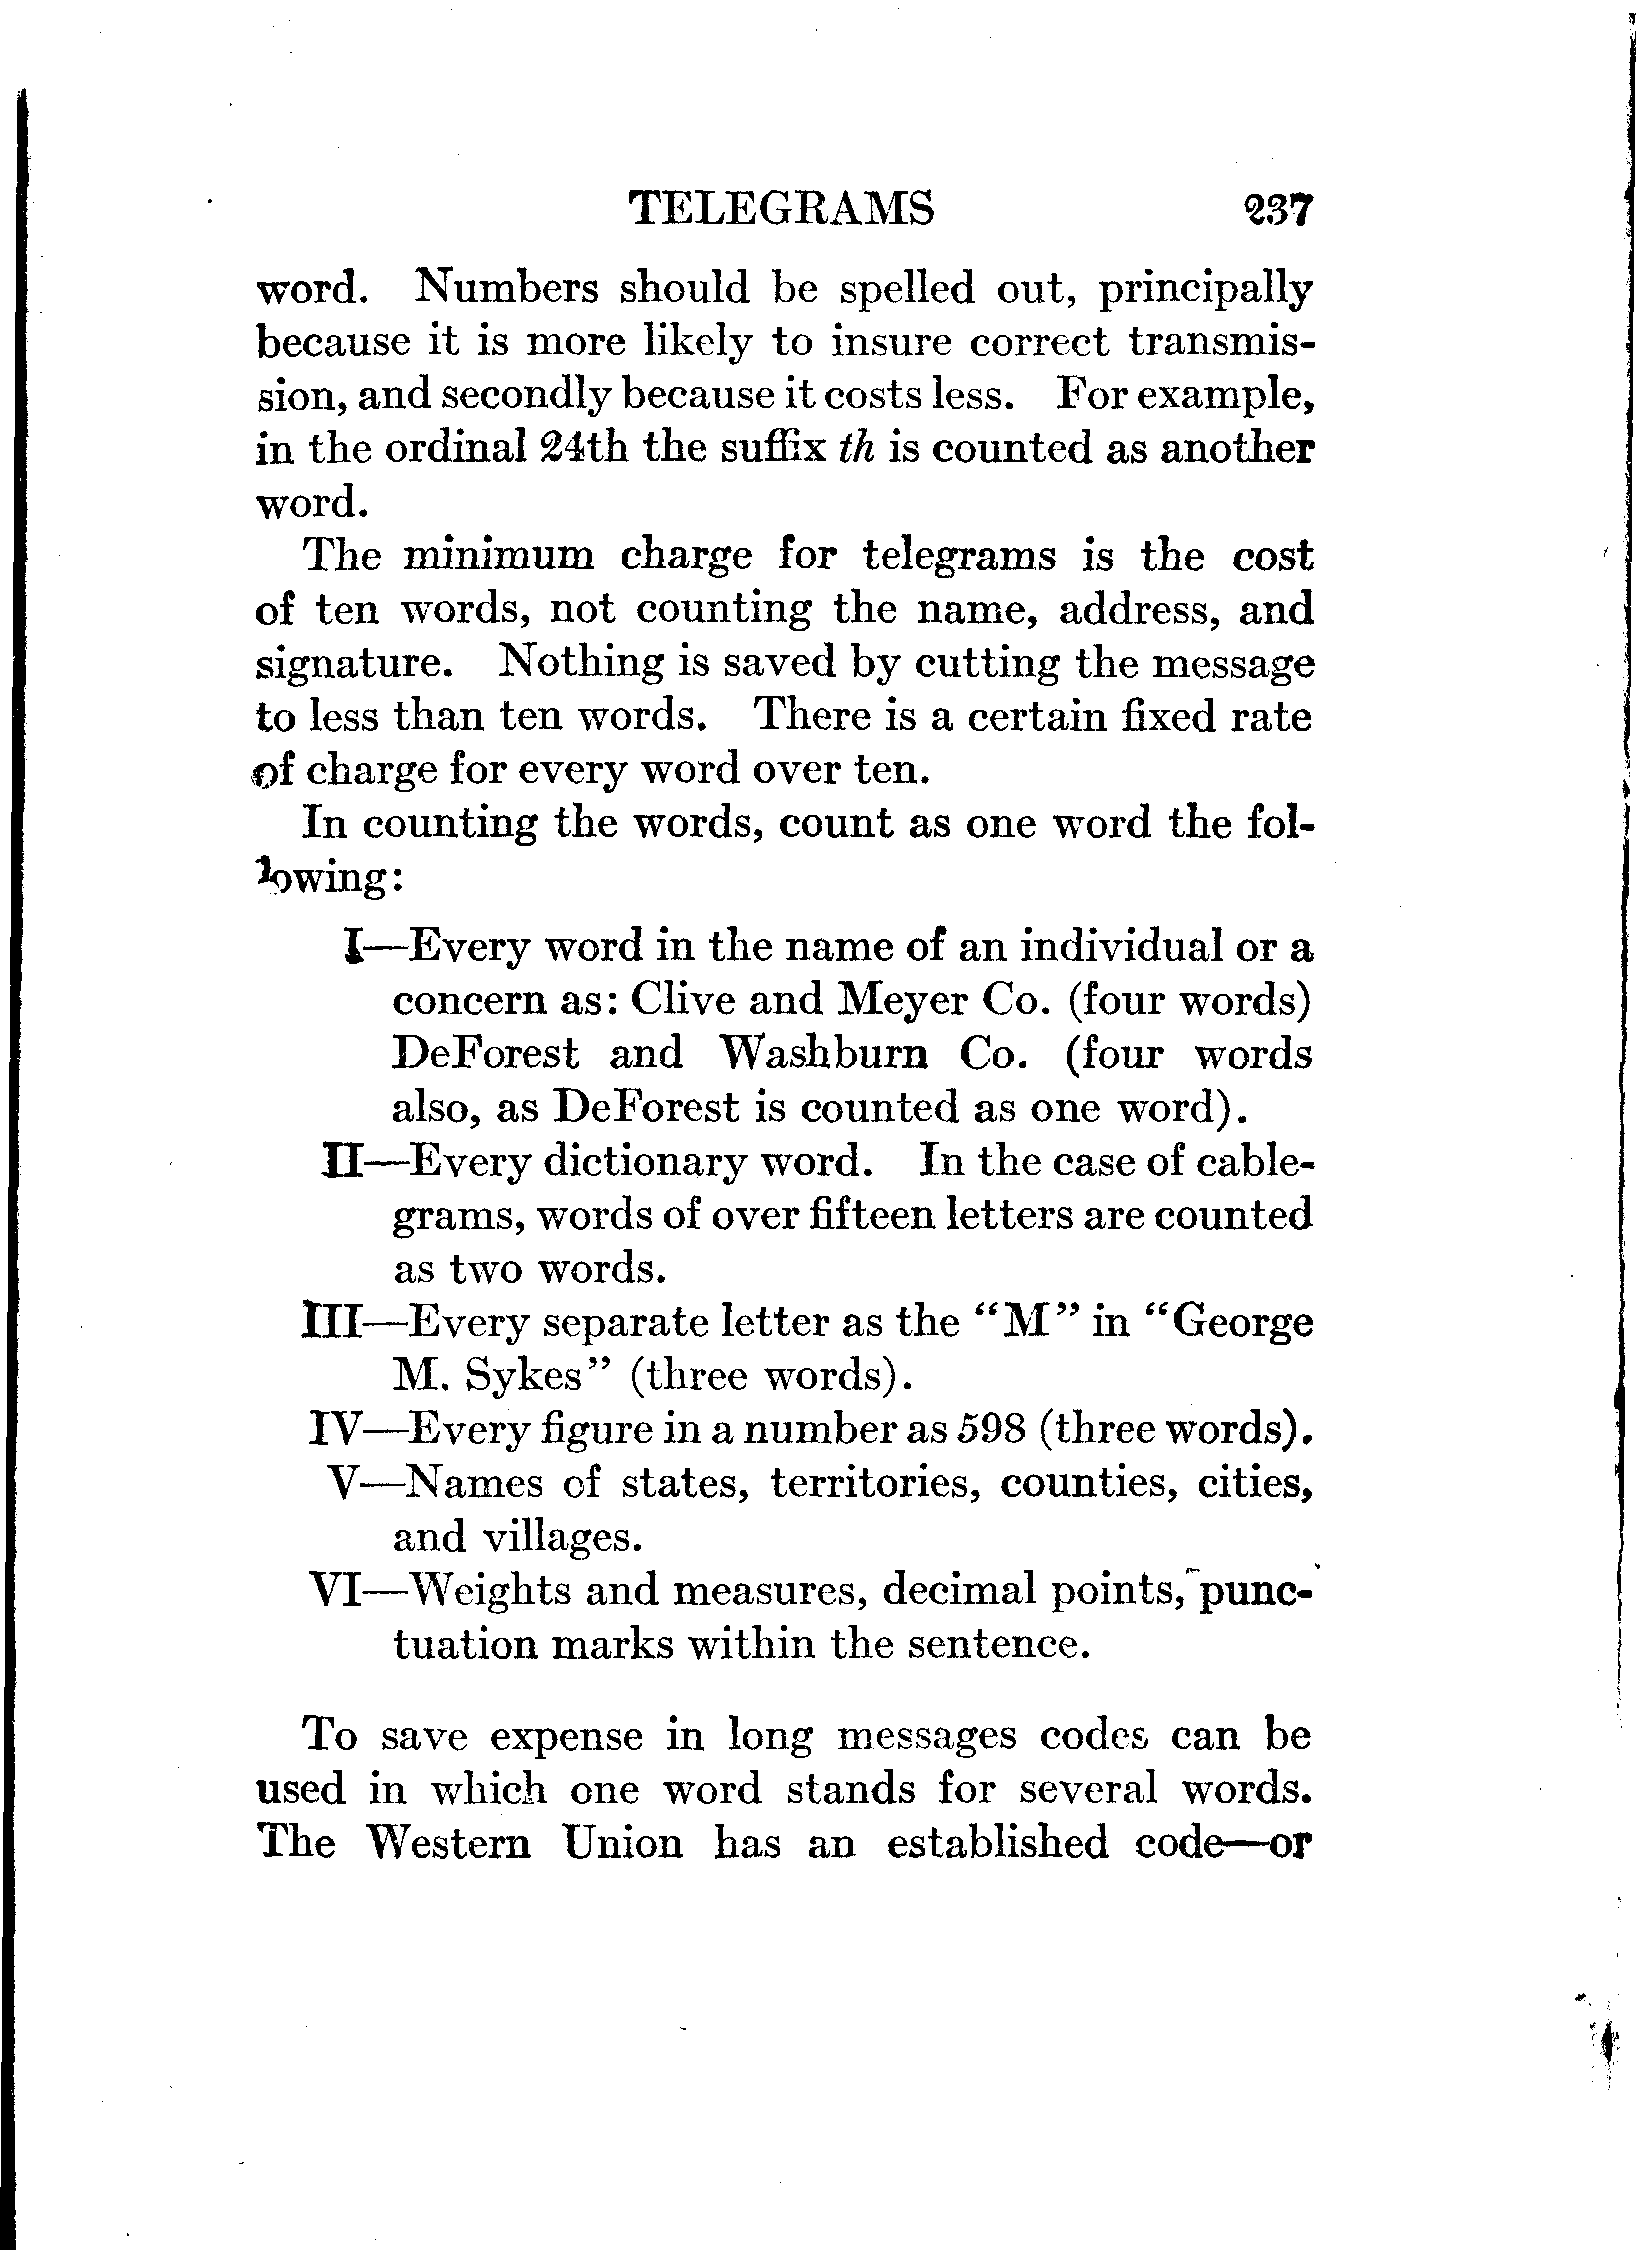 TELEGRAMS 237
word. Numbers should be spelled out, principally
because it is more likely to insure correct transmis-
sion, and secondly because it costs less. For example,
in the ordinal 24th the suffix th is counted as another
word.
The minimum charge for telegrams is the cost
of ten words, not counting the name, address, and
signature. Nothing is saved by cutting the message
to less than ten words. There is a certain fixed rate
of charge for every word over ten.
In counting the words, count as one word the fol-
lowing:
I—Every word in the name of an individual or a
concern as: Clive and Meyer Co. (four words)
DeForest and Washburn Co. (four words
also, as DeForest is counted as one word).
II—Every dictionary word. In the case of cable-
grams, words of over fifteen letters are counted
as two words.
III—Every separate letter as the “M” in “George
M. Sykes” (three words).
IV—Every figure in a number as 598 (three words).
V—Names of states, territories, counties, cities,
and villages.
VI—Weights and measures, decimal points, punc-
tuation marks within the sentence.
To save expense in long messages codes can be
used in which one word stands for several words.
The Western Union has an established code—or